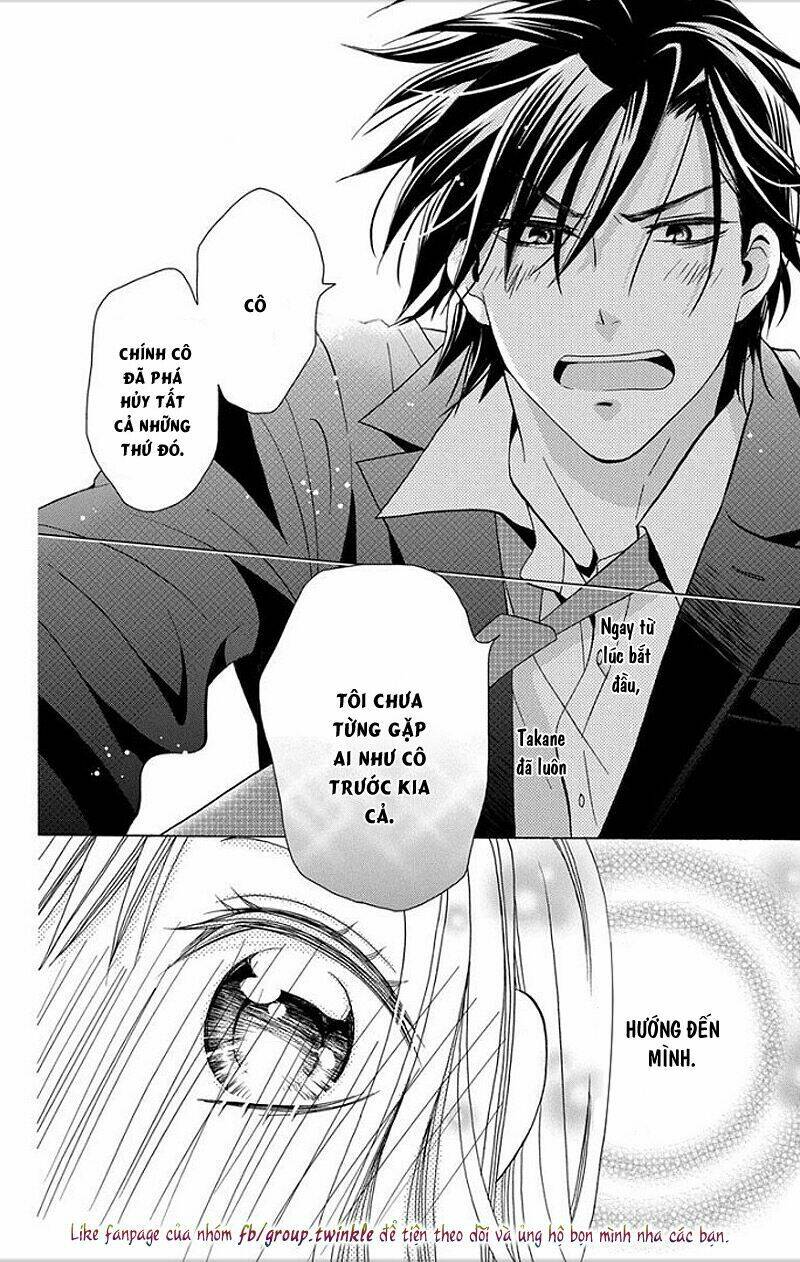 CÔ
CHÍNH CÔ
ĐÃ PHÁ
HỦY TẤT
CẢ NHỮNG
THỨ ĐÓ.
Ngay từ
lúc bắt
đầu,
TÔI CHƯA
TỪNG GẶP
AI NHƯ CÔ
TRƯỚC KIA
CẢ.
Takane
đã luôn
HƯỚNG ĐẾN
MÌNH.
Like fanpage của nhóm fb/group.twinkle để tiện theo dõi và ủng hộ bọn mình nha các bạn.